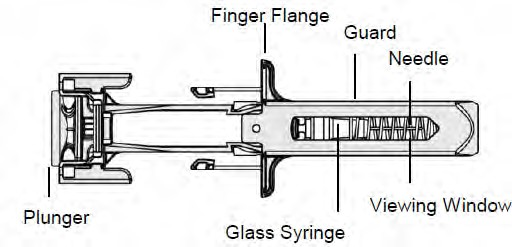 Finger Flange
Guard
Needle
Viewing Window
Plunger
Glass Syringe